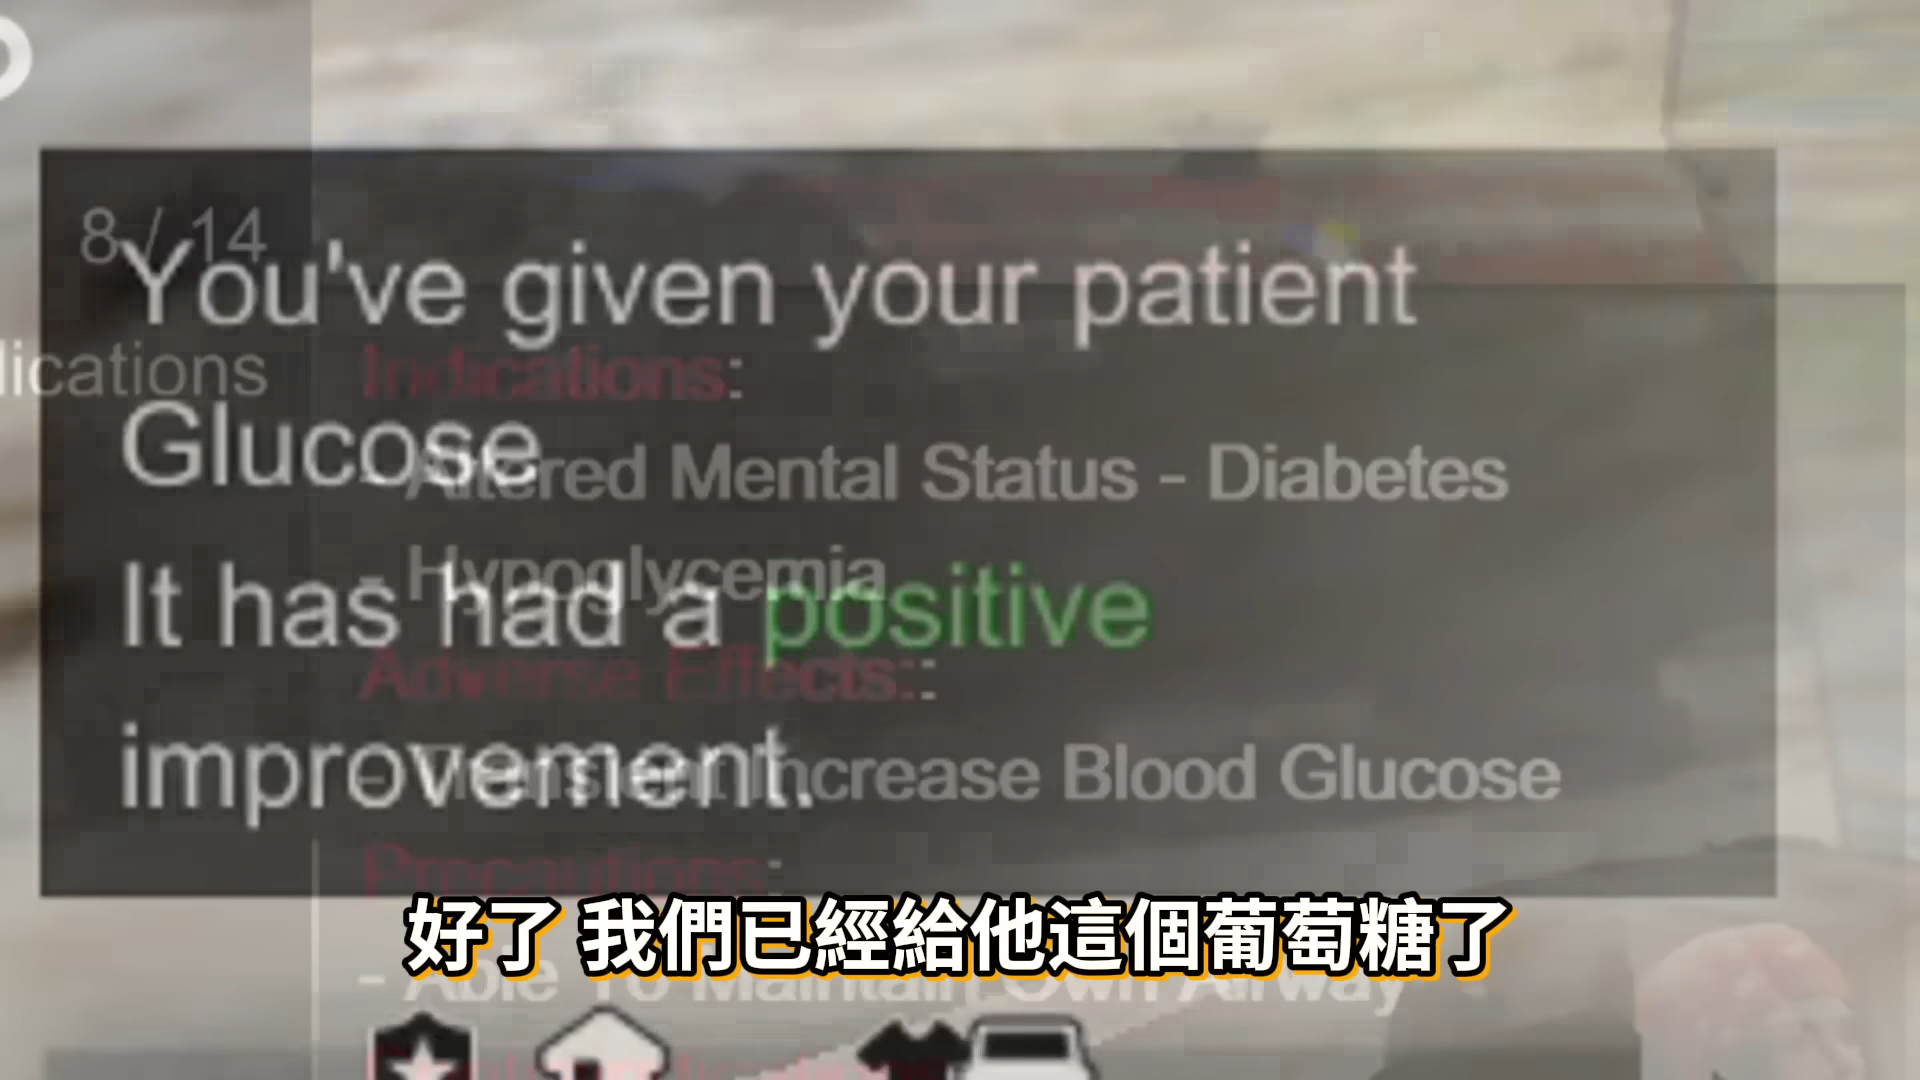 8 / 14
You've given your patient
lications
Indications:
Glucose
- Altered Mental Status - Diabetes
- Hypoglycemia
It has had a positive
Adverse Effects::
improvement.
- Transient Increase Blood Glucose
Precautions:
好了 我們已經給他這個葡萄糖了
- Able To Maintain Own Airway